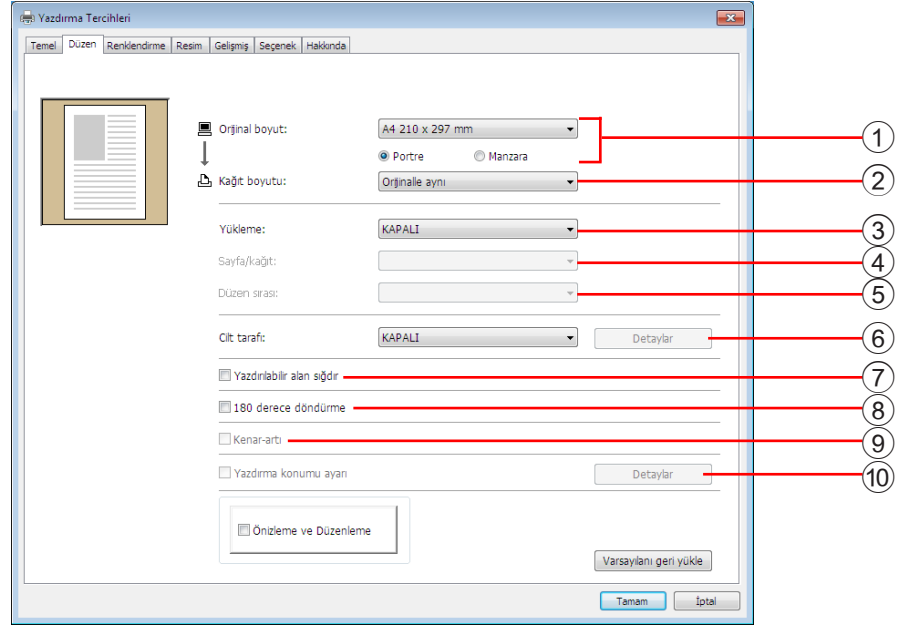 Yazdırma Tercihleri
Temel Düzen Renklendirme Resim Gelişmiş Seçenek Hakkında
Orijinal boyut: A4 210 x 297 mm
1
Portre Manzara
Kağıt boyutu: Orijinalle aynı 2
Yükleme: KAPALI 3
Sayfa/kağıt: 4
Düzen sırası: 5
Cilt tarafı: KAPALI Detaylar 6
Yazdırılabilir alan sığdır 7
180 derece döndürme 8
Kenar-artı 9
Yazdırma konumu ayarı Detaylar 10
Önizleme ve Düzenleme
Varsayılanı geri yükle
Tamam İptal